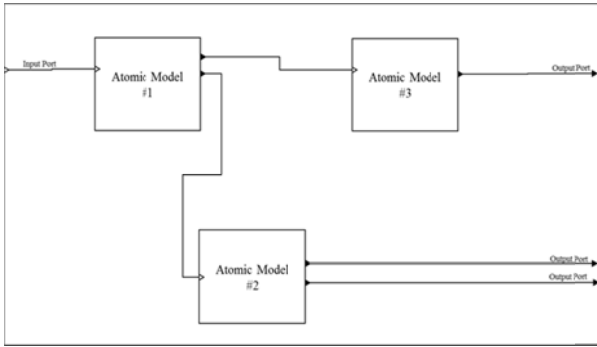 Input Port
Atomic Model
#1
Atomic Model
#3
Output Port
Atomic Model
#2
Output Port
Output Port